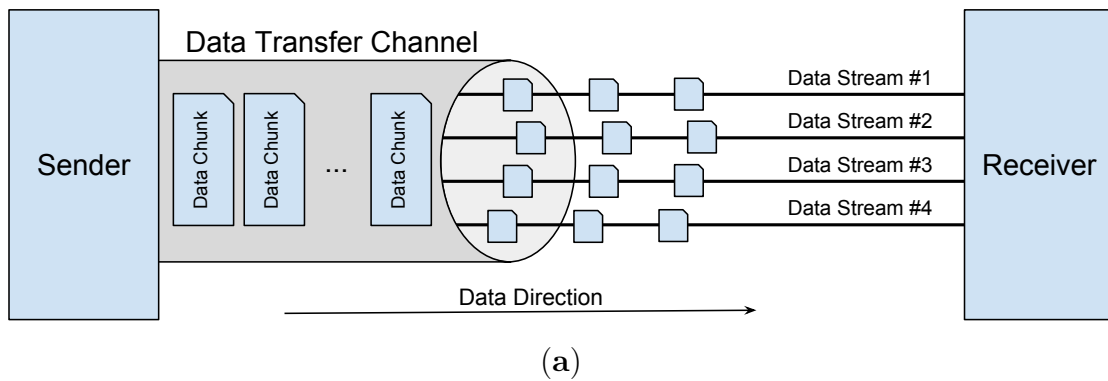 Data Transfer Channel
Sender
Data Chunk
Data Chunk
...
Data Chunk
Data Stream #1
Data Stream #2
Data Stream #3
Data Stream #4
Receiver
Data Direction
(a)